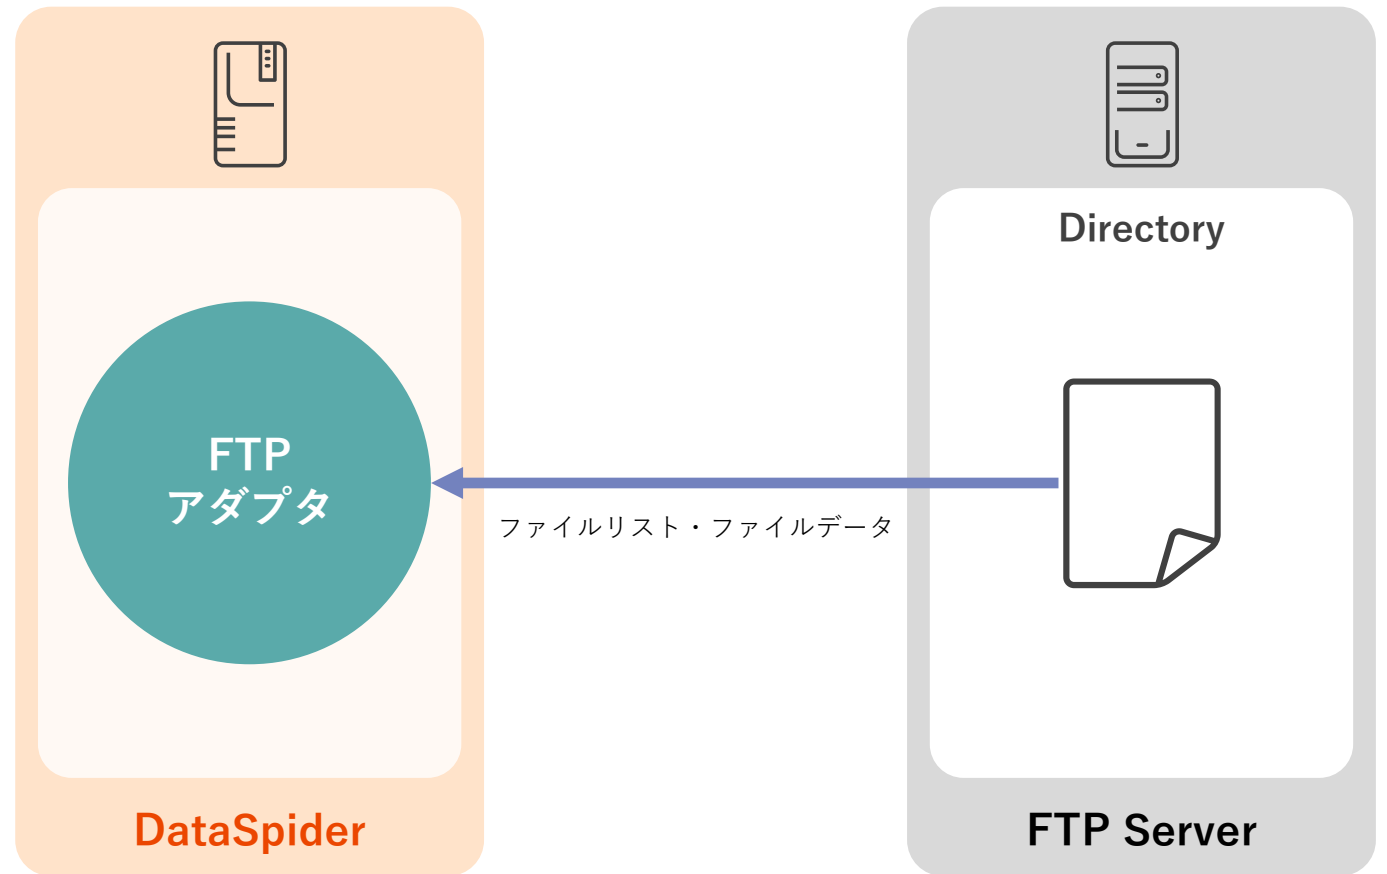 Directory
FTP
アダプタ
ファイルリスト・ファイルデータ
DataSpider
FTP Server